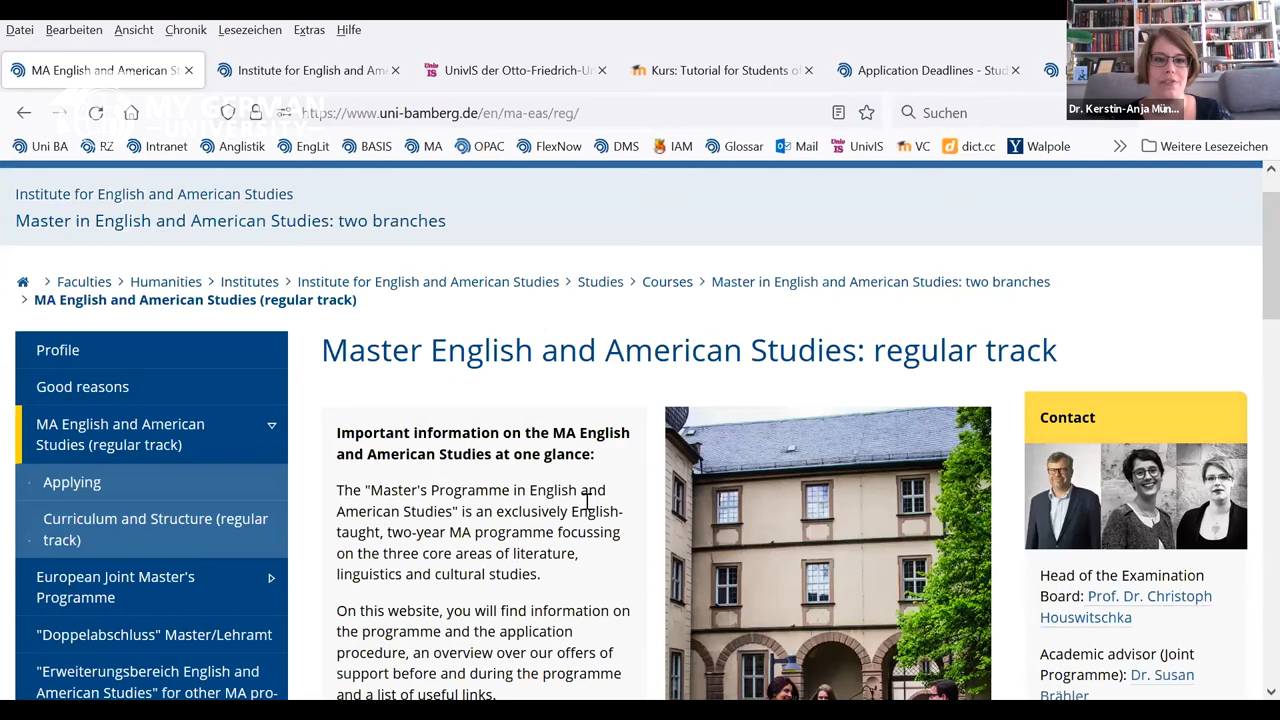 Datei Bearbeiten Ansicht Chronik Lesezeichen Extras Hilfe
MA English and American St
Institute for English and Am
UnivIS der Otto-Friedrich-U
Kurs: Tutorial for Students o
Application Deadlines - Stud
Dr. Kerstin-Anja Mün...
MY GERMAN
UNIVERSITY
https://www.uni-bamberg.de/en/ma-eas/reg/
Suchen
Uni BA RZ Intranet Anglistik EngLit BASIS MA OPAC FlexNow DMS IAM Glossar Mail UnivIS VC dict.cc Walpole Weitere Lesezeichen
Institute for English and American Studies
Master in English and American Studies: two branches
Faculties > Humanities > Institutes > Institute for English and American Studies > Studies > Courses > Master in English and American Studies: two branches
> MA English and American Studies (regular track)
Profile
Good reasons
MA English and American
Studies (regular track)
Applying
Curriculum and Structure (regular
track)
European Joint Master's
Programme
"Doppelabschluss" Master/Lehramt
"Erweiterungsbereich English and
American Studies" for other MA pro-
Master English and American Studies: regular track
Important information on the MA English
and American Studies at one glance:
The "Master's Programme in English and
American Studies" is an exclusively English-
taught, two-year MA programme focussing
on the three core areas of literature,
linguistics and cultural studies.
On this website, you will find information on
the programme and the application
procedure, an overview over our offers of
support before and during the programme
and a list of useful links.
Contact
Head of the Examination
Board: Prof. Dr. Christoph
Houswitschka
Academic advisor (Joint
Programme): Dr. Susan
Brähler